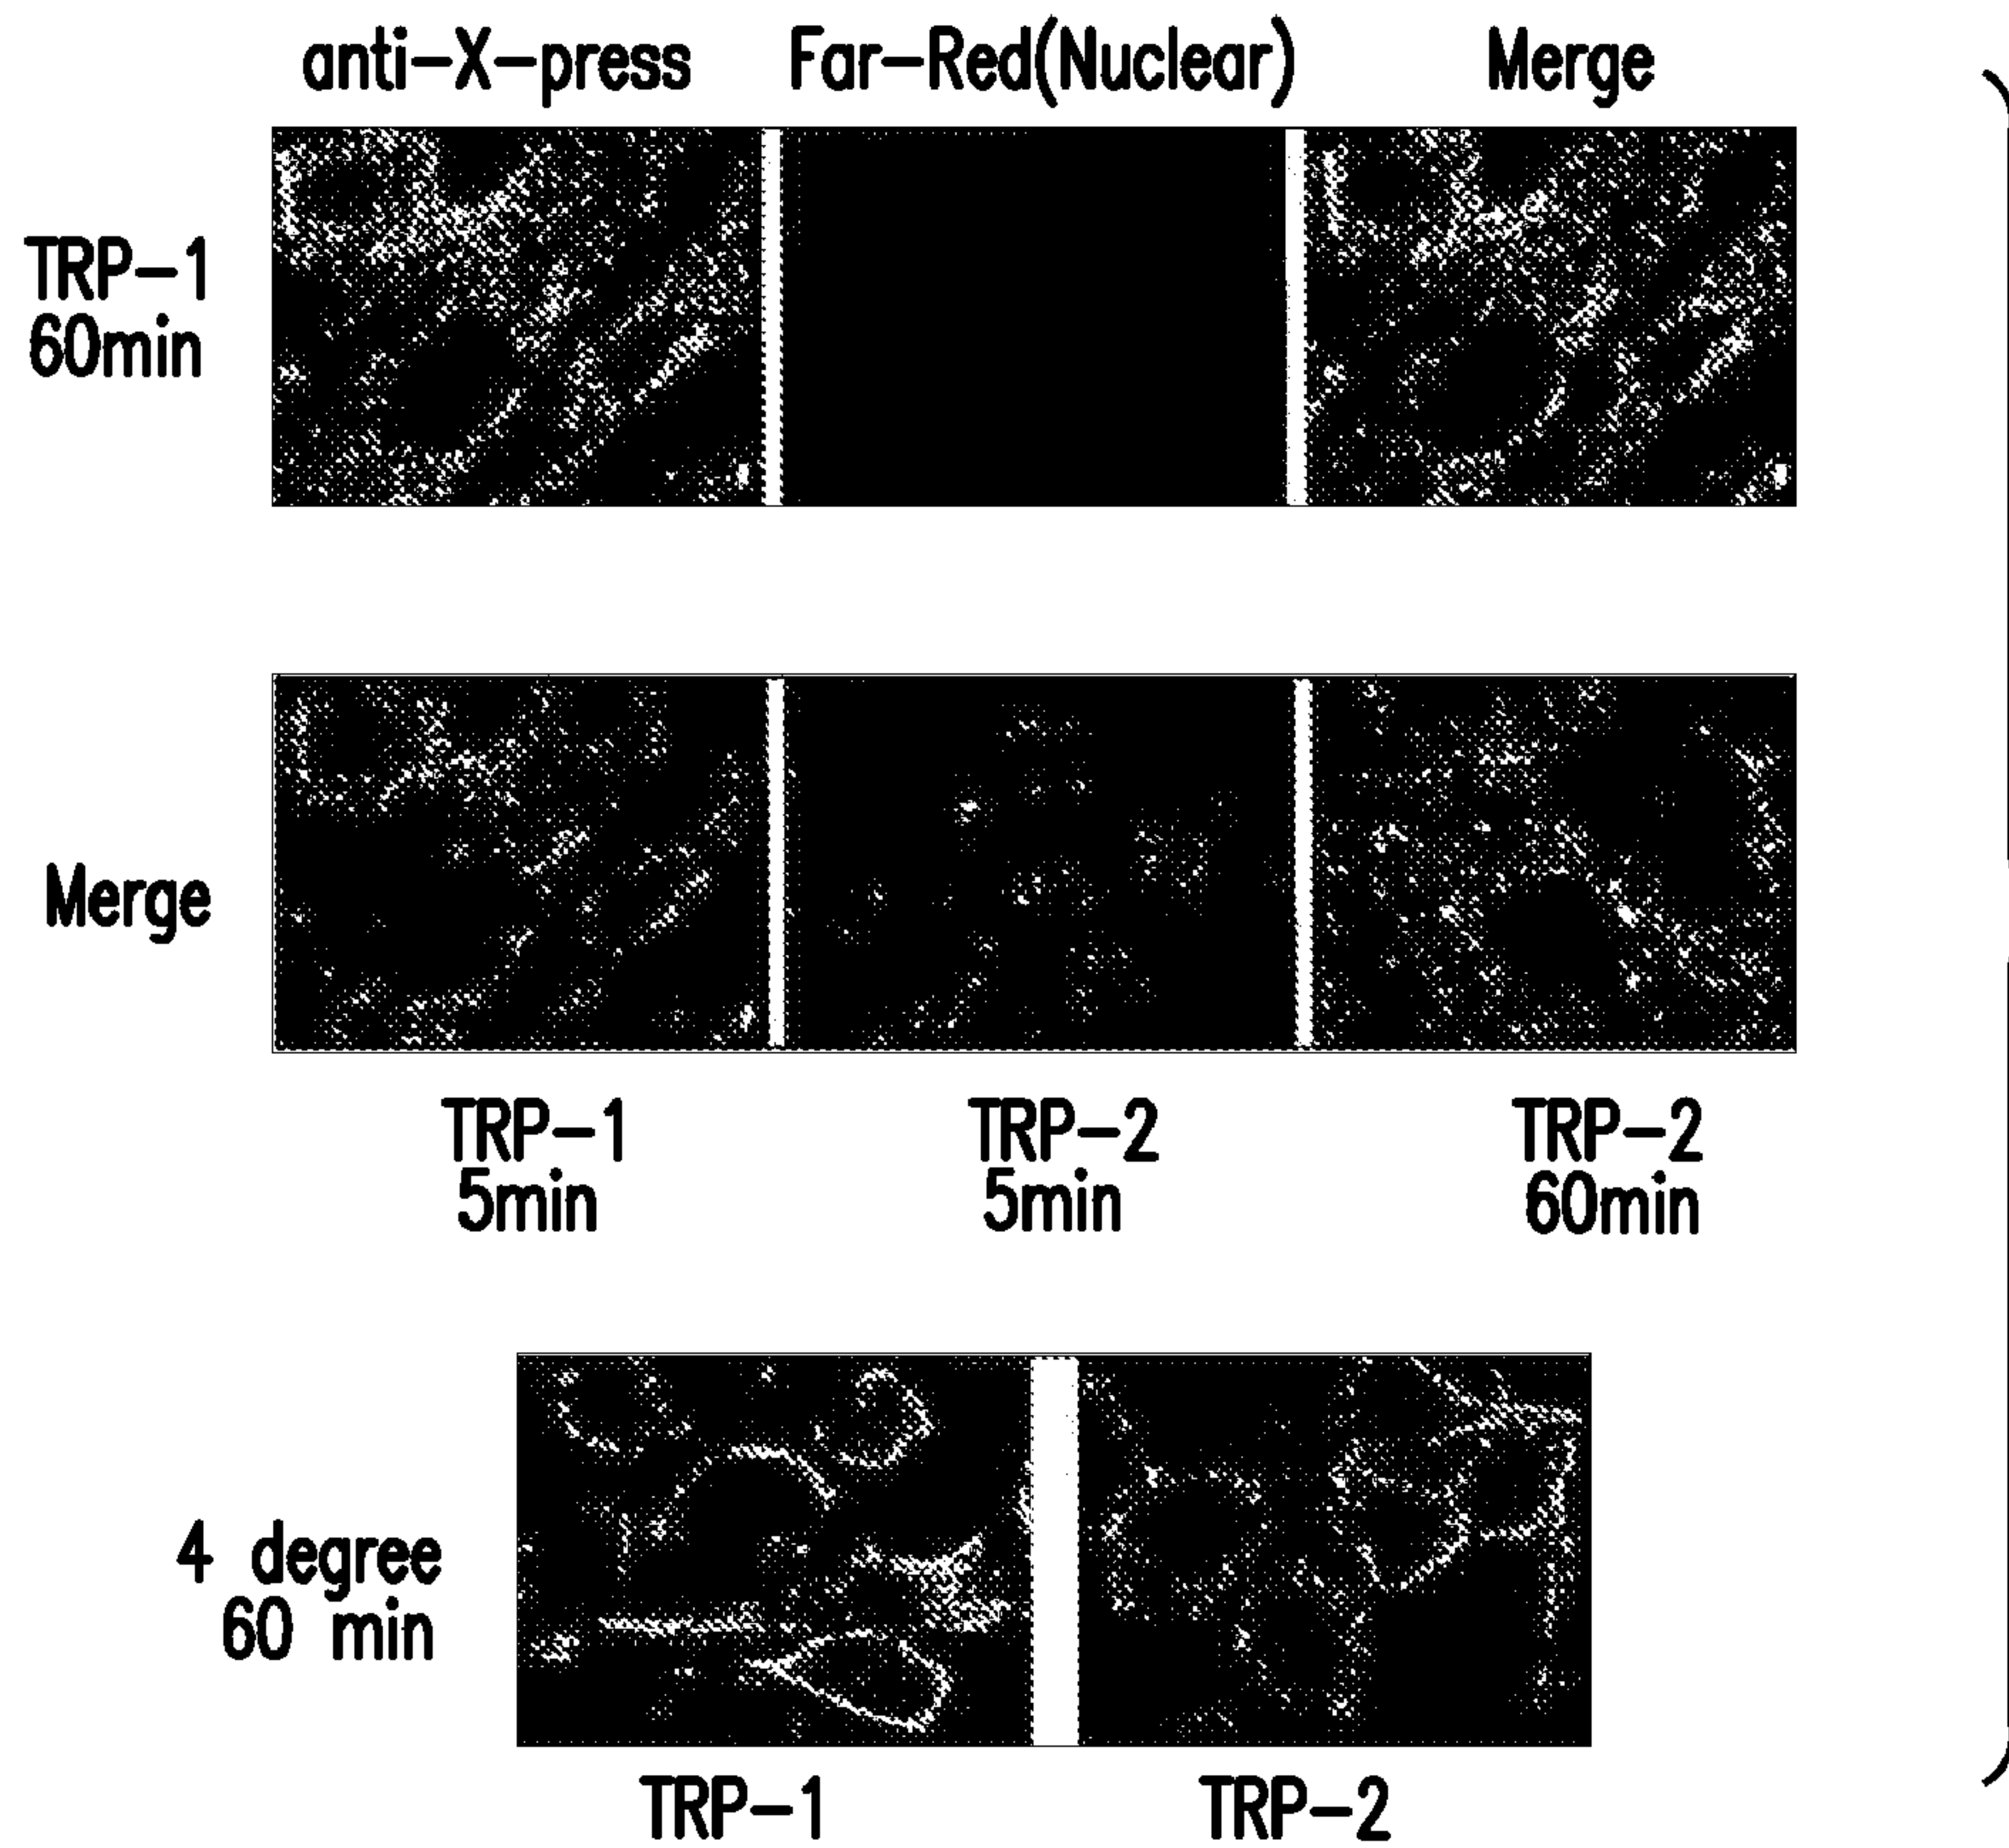 anti-X-press Far-Red(Nuclear) Merge
TRP-1
60min
Merge
TRP-1 TRP-2 TRP-2
5min 5min 60min
4 degree
60 min
TRP-1 TRP-2